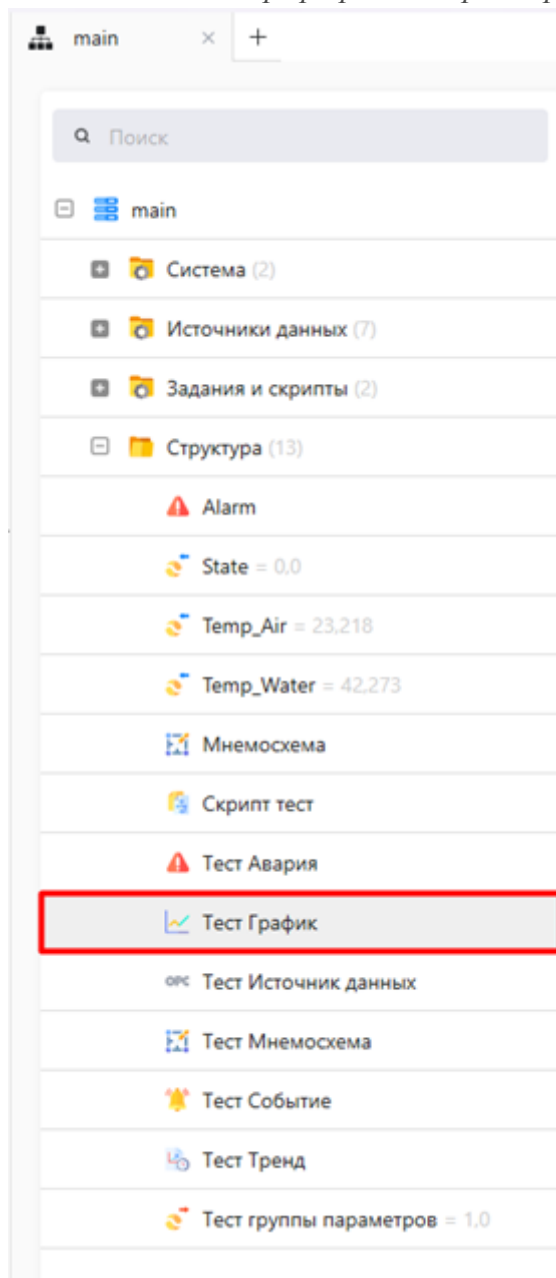 main × +
Поиск
main
Система (2)
Источники данных (7)
Задания и скрипты (2)
Структура (13)
Alarm
State = 0,0
Temp_Air = 23,218
Temp_Water = 42,273
Мнемосхема
Скрипт тест
Тест Авария
Тест График
OPC Тест Источник данных
Тест Мнемосхема
Тест Событие
Тест Тренд
Тест группы параметров = 1,0